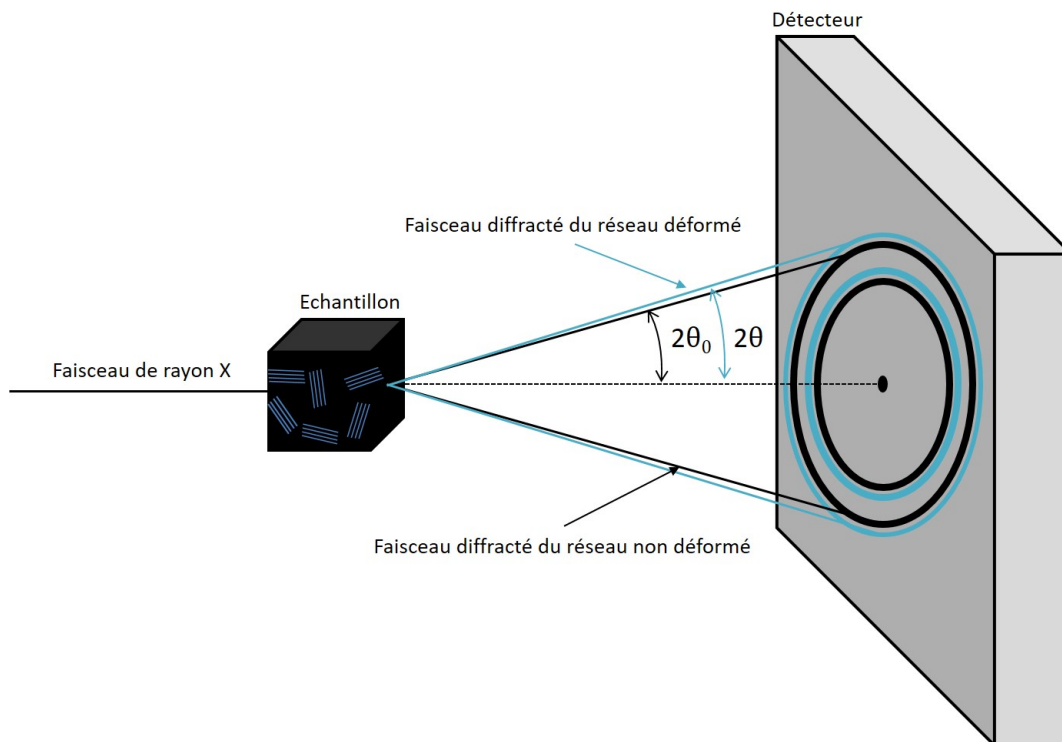 Détecteur
Faisceau diffracté du réseau déformé
Echantillon
Faisceau de rayon X
2θ₀
2θ
Faisceau diffracté du réseau non déformé